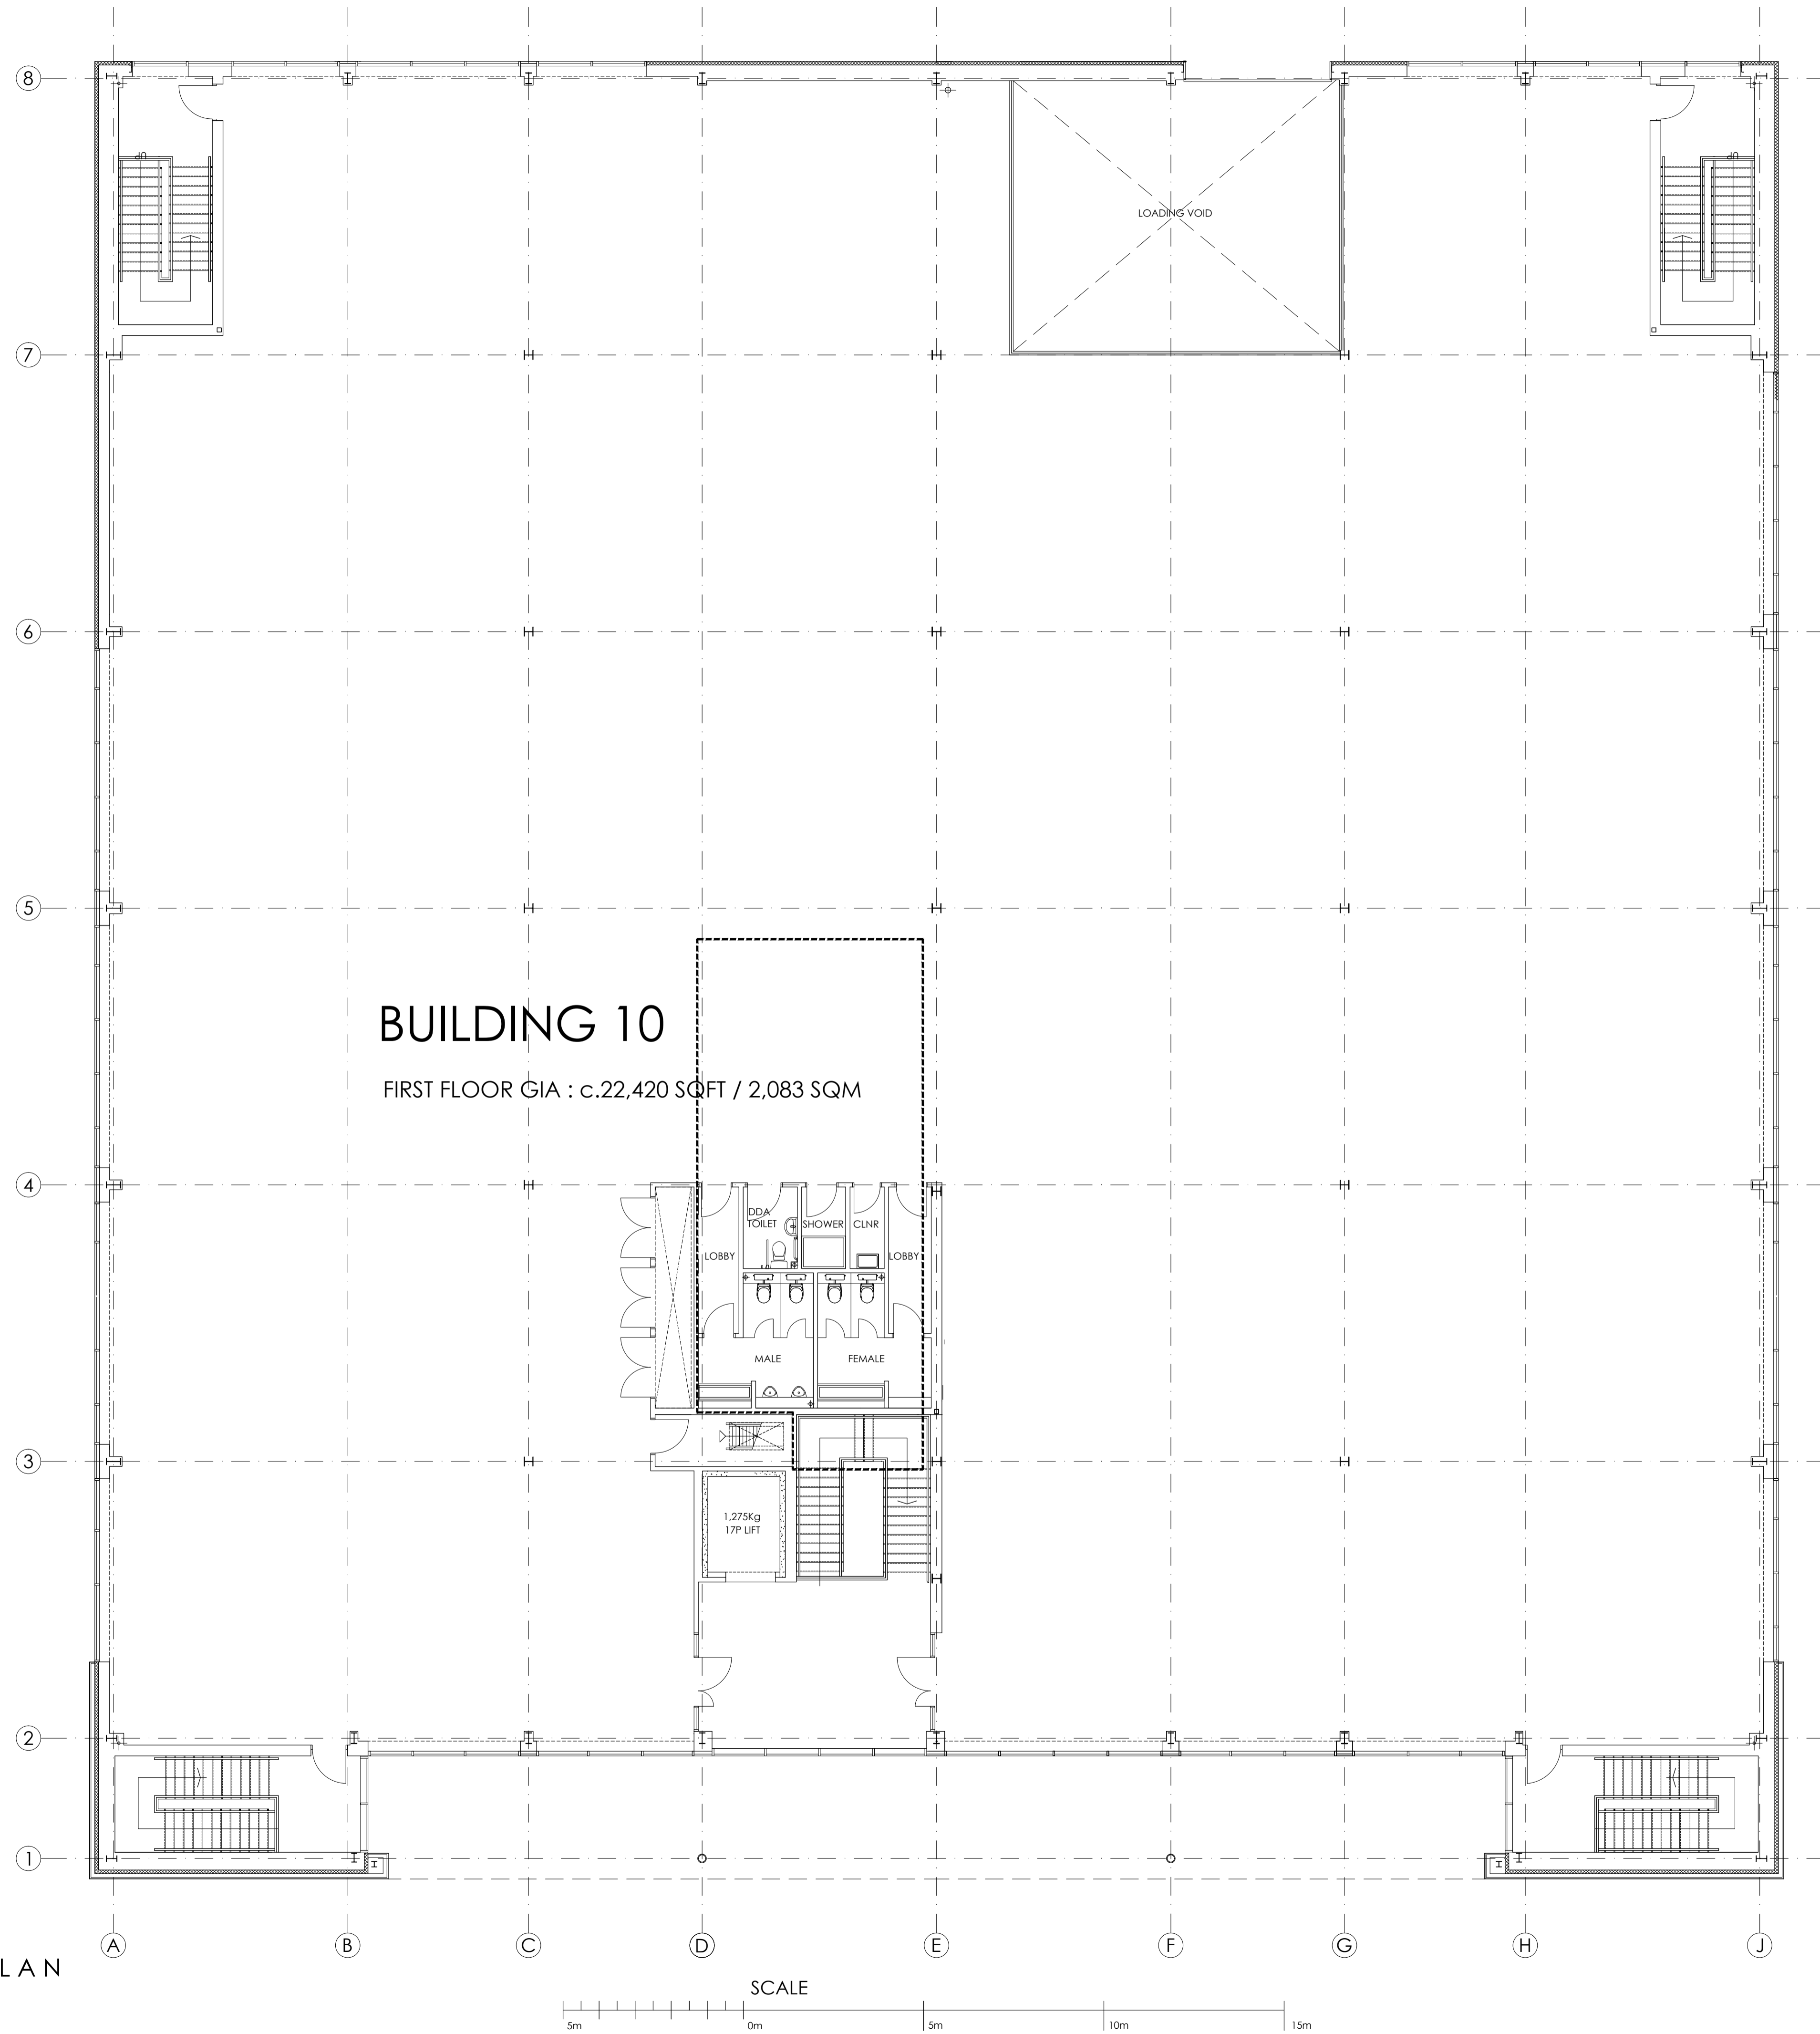 8
UP
UP
LOADING VOID
7
6
5
BUILDING 10
FIRST FLOOR GIA : c.22,420 SQFT / 2,083 SQM
4
DDA
TOILET
SHOWER
CLNR
LOBBY
LOBBY
MALE
FEMALE
3
1,275Kg
17P LIFT
2
1
A
B
C
D
E
F
G
H
J
LAN
SCALE
5m
0m
5m
10m
15m